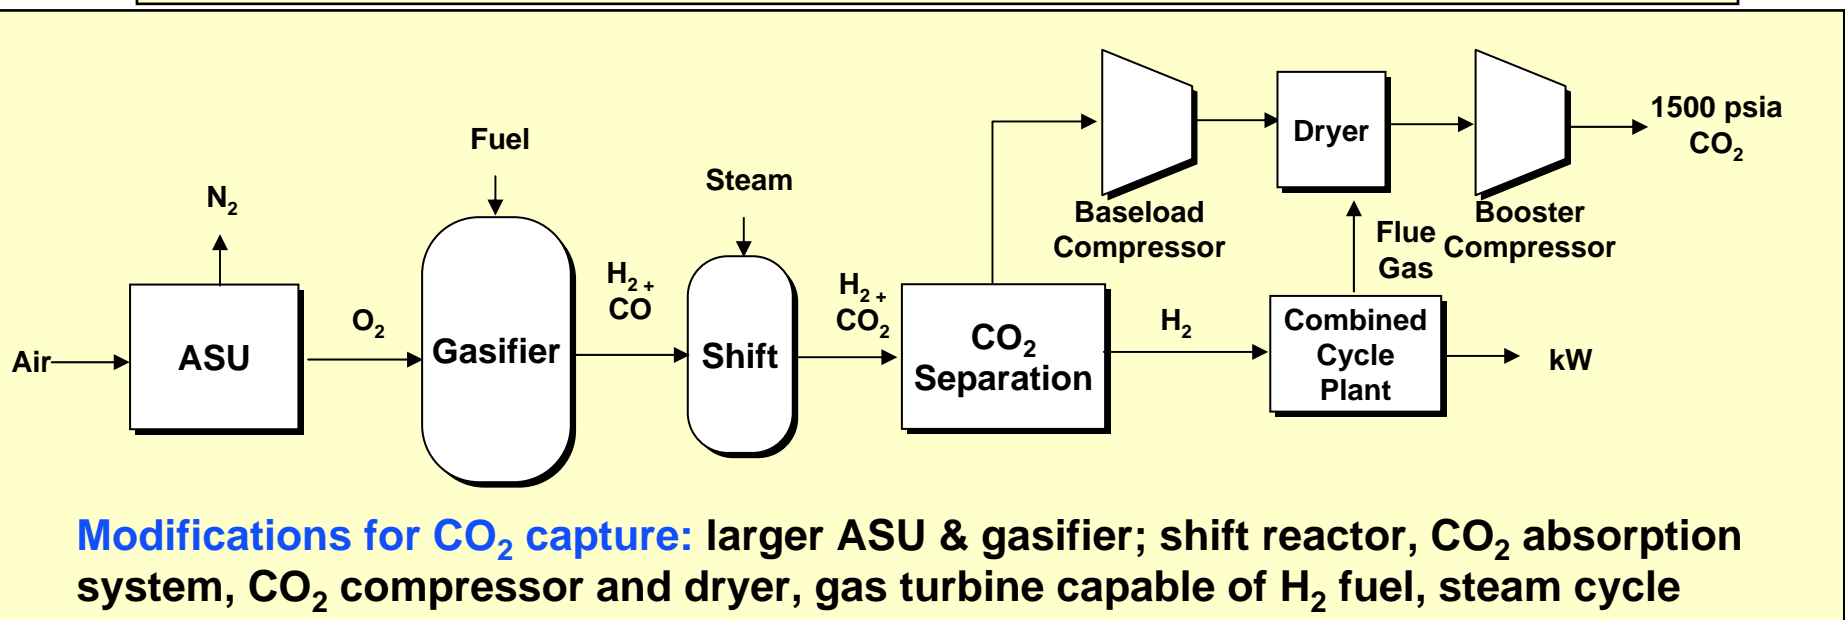 Fuel
Steam
N2
Air
ASU
O2
Gasifier
H2 +
CO
Shift
H2 +
CO2
CO2
Separation
H2
Baseload
Compressor
Dryer
Booster
Compressor
1500 psia
CO2
Flue
Gas
Combined
Cycle
Plant
kW
Modifications for CO2 capture: larger ASU & gasifier; shift reactor, CO2 absorption
system, CO2 compressor and dryer, gas turbine capable of H2 fuel, steam cycle